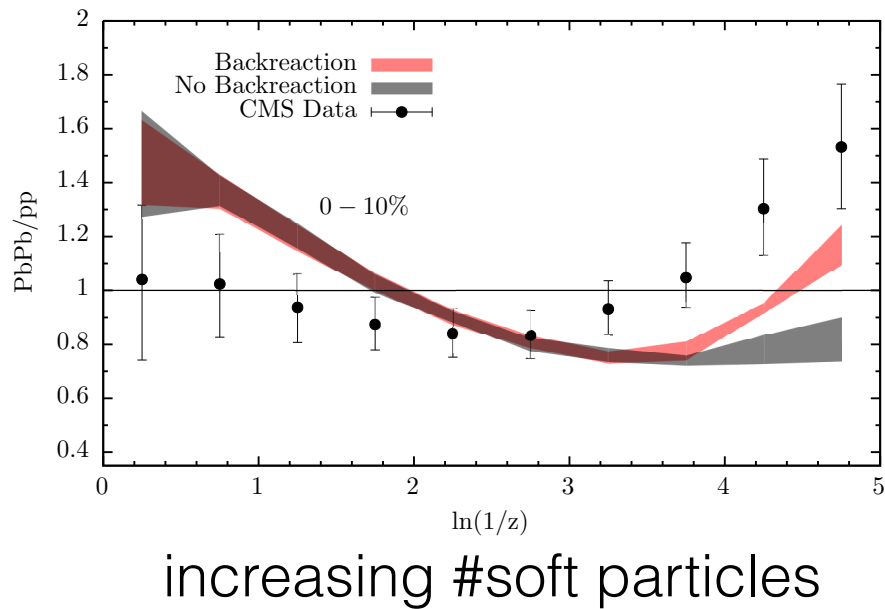 2
1.8
1.6
1.4
1.2
1
0.8
0.6
0.4
PbPb/pp
Backreaction
No Backreaction
CMS Data
0 − 10%
0 1 2 3 4 5
ln(1/z)
increasing #soft particles